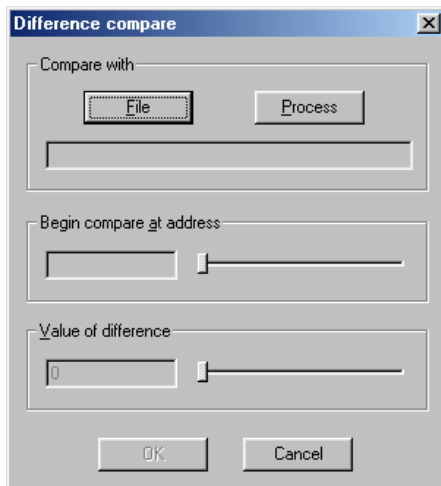 Difference compare
Compare with
File
Process
Begin compare at address
Value of difference
0
OK
Cancel